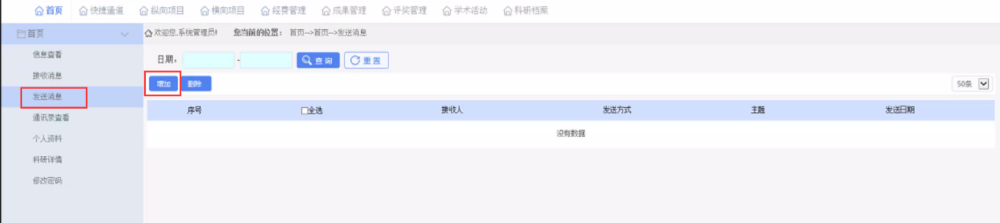 首页 快捷通道 纵向项目 横向项目 经费管理 成果管理 评奖管理 学术活动 科研档案
首页
欢迎您,系统管理员! 您当前的位置: 首页-->首页-->发送消息
信息查看
日期: - 查询 重置
接收消息
增加 删除 50条
发送消息
序号 全选 接收人 发送方式 主题 发送日期
通讯录查看
没有数据
个人资料
科研详情
修改密码